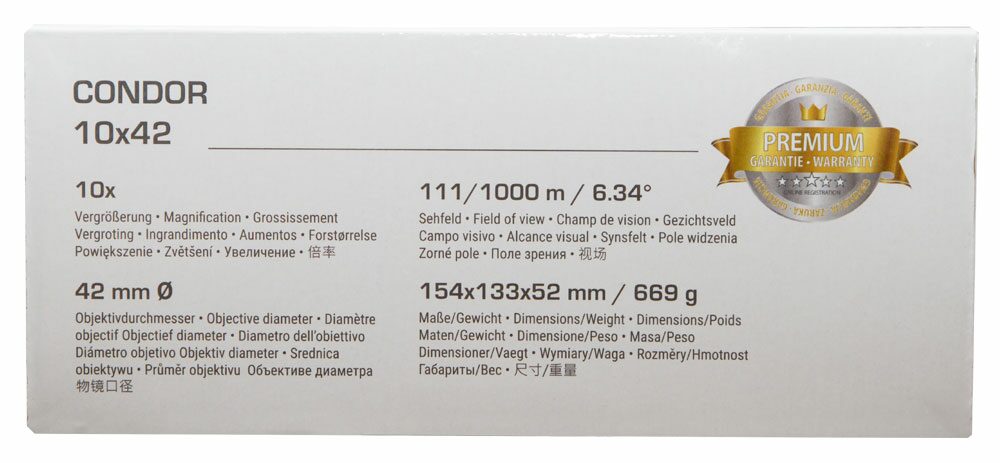 CONDOR
10x42
10x
Vergrößerung • Magnification • Grossissement
Vergroting • Ingrandimento • Aumentos • Forstørrelse
Powiększenie • Zvětšení • Увеличение • 倍率
42 mm Ø
Objektivdurchmesser • Objective diameter • Diamètre
objectif Objectief diameter • Diametro dell'obiettivo
Diámetro objetivo Objektiv diameter • Srednica
obiektywu • Průměr objektivu Объективе диаметра
物镜口径
111/1000 m / 6.34°
Sehfeld • Field of view • Champ de vision • Gezichtsveld
Campo visivo • Alcance visual • Synsfelt • Pole widzenia
Zorné pole • Поле зрения • 视场
154x133x52 mm / 669 g
Maße/Gewicht • Dimensions/Weight • Dimensions/Poids
Maten/Gewicht • Dimensione/Peso • Masa/Peso
Dimensioner/Vaegt • Wymiary/Waga • Rozměry/Hmotnost
Габариты/Вес • 尺寸/重量
GARANZIA • GARANTÍE
PREMIUM
GARANTIE • WARRANTY
ONLINE REGISTRATION